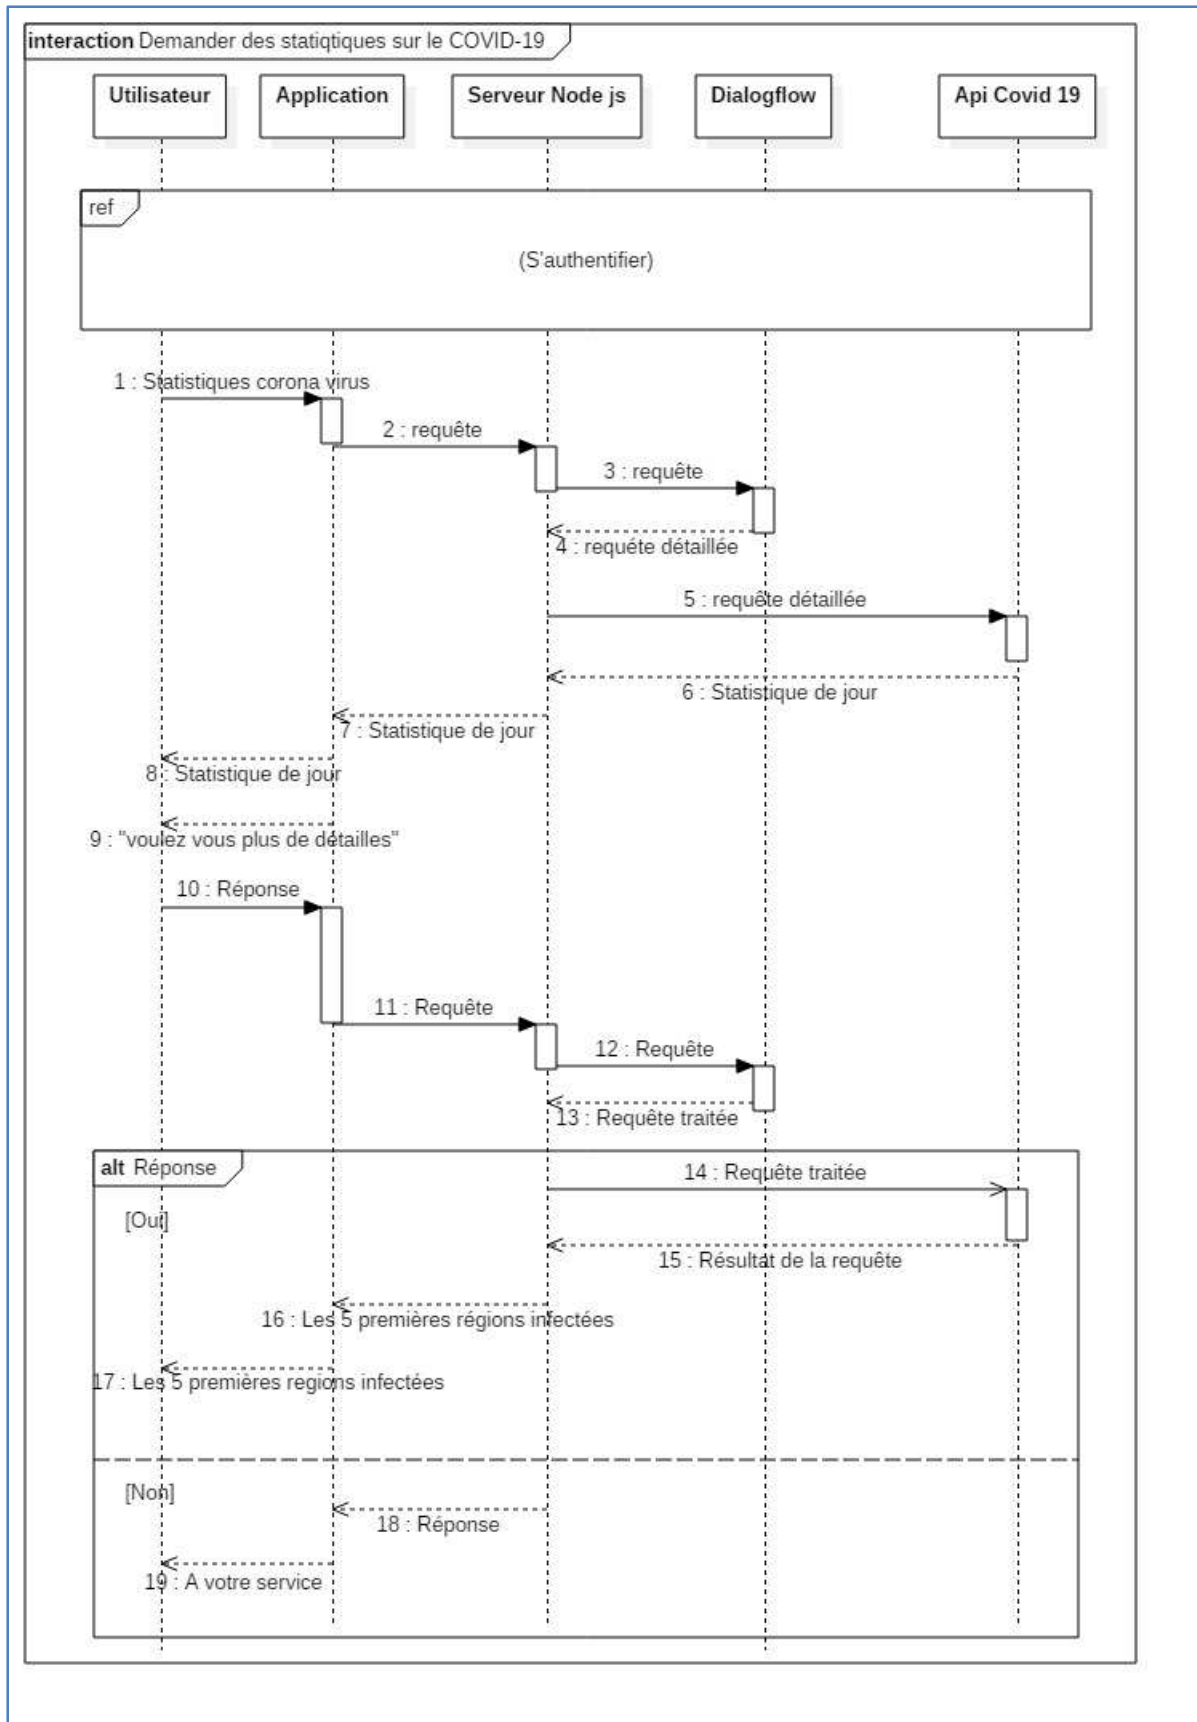 interaction Demander des statiqtiques sur le COVID-19
Utilisateur
Application
Serveur Node js
Dialogflow
Api Covid 19
ref
(S'authentifier)
1 : Statistiques corona virus
2 : requête
3 : requête
4 : requéte détaillée
5 : requête détaillée
6 : Statistique de jour
7 : Statistique de jour
8 : Statistique de jour
9 : "voulez vous plus de détailles"
10 : Réponse
11 : Requête
12 : Requête
13 : Requête traitée
alt Réponse
14 : Requête traitée
[Oui]
15 : Résultat de la requête
16 : Les 5 premières régions infectées
17 : Les 5 premières regions infectées
[Non]
18 : Réponse
19 : A votre service